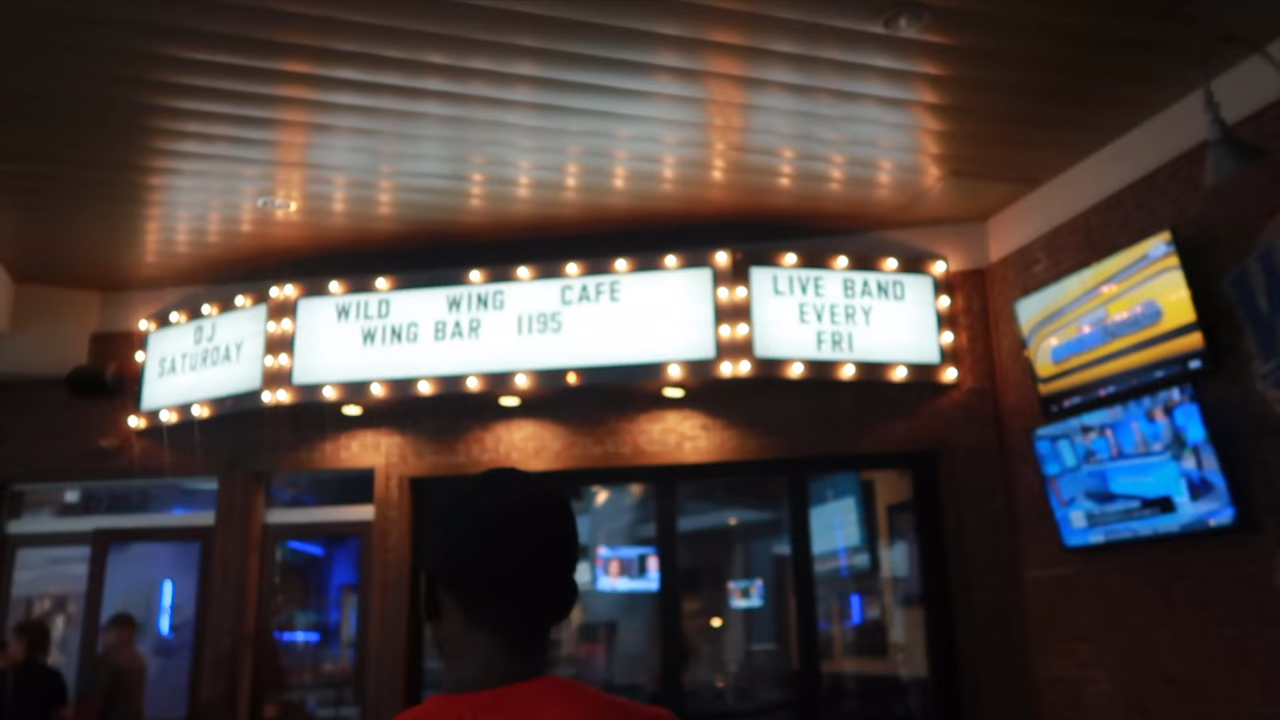 DJ
SATURDAY
WILD WING CAFE
WING BAR 1195
LIVE BAND
EVERY
FRI